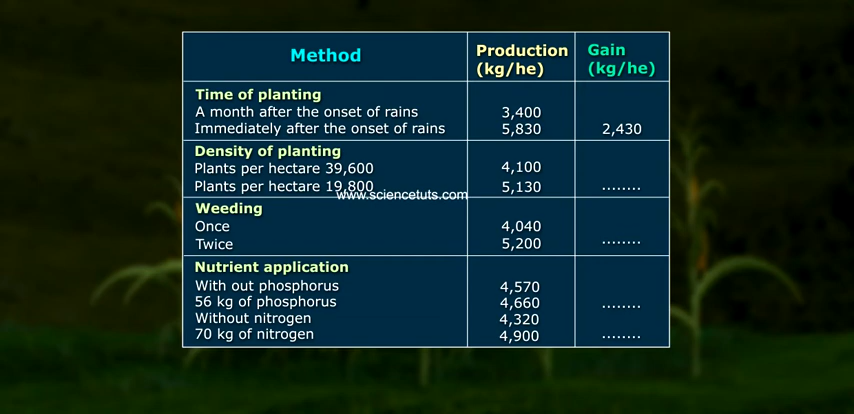 Method Production (kg/he) Gain (kg/he)
Time of planting
A month after the onset of rains 3,400
Immediately after the onset of rains 5,830 2,430
Density of planting
Plants per hectare 39,600 4,100
Plants per hectare 19,800 5,130 ........
www.sciencetuts.com
Weeding
Once 4,040
Twice 5,200 ........
Nutrient application
With out phosphorus 4,570
56 kg of phosphorus 4,660 ........
Without nitrogen 4,320
70 kg of nitrogen 4,900 ........